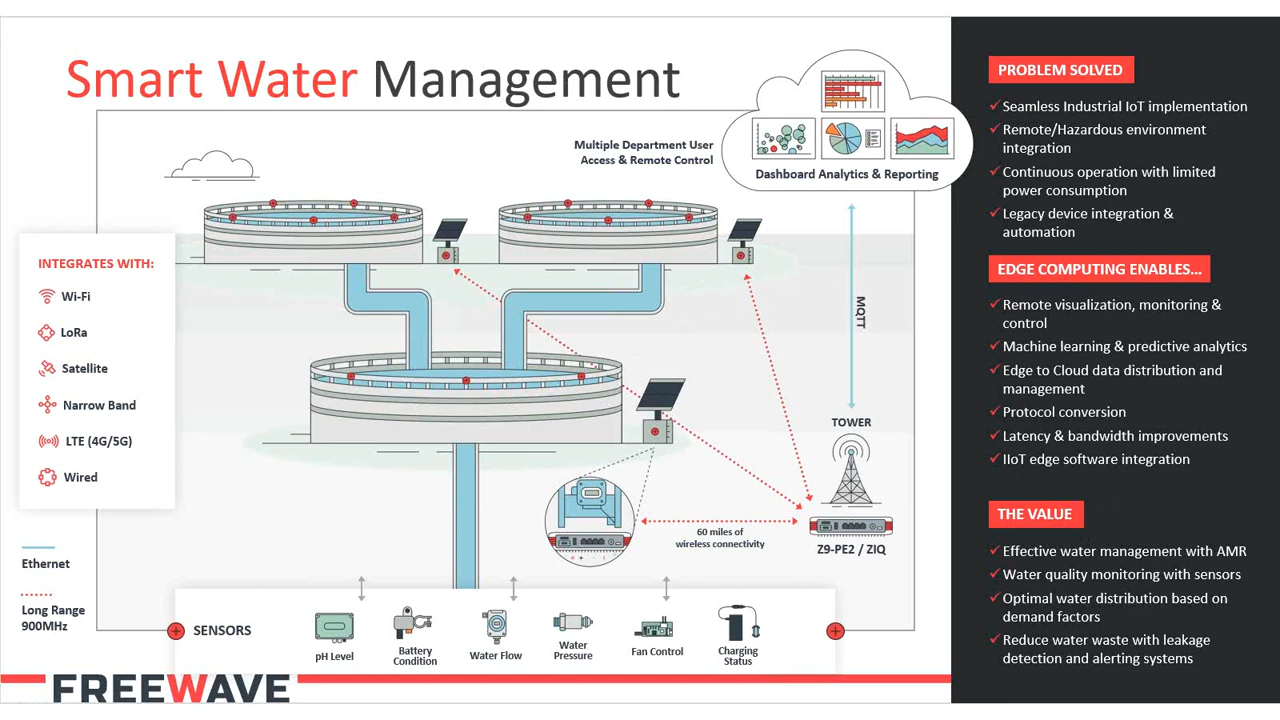 Smart Water Management
Multiple Department User
Access & Remote Control
Dashboard Analytics & Reporting
INTEGRATES WITH:
Wi-Fi
LoRa
Satellite
Narrow Band
LTE (4G/5G)
Wired
Ethernet
Long Range
900MHz
MQTT
TOWER
60 miles of
wireless connectivity
Z9-PE2 / ZIQ
SENSORS
pH Level
Battery
Condition
Water Flow
Water
Pressure
Fan Control
Charging
Status
FREEWAVE
PROBLEM SOLVED
Seamless Industrial IoT implementation
Remote/Hazardous environment
integration
Continuous operation with limited
power consumption
Legacy device integration &
automation
EDGE COMPUTING ENABLES...
Remote visualization, monitoring &
control
Machine learning & predictive analytics
Edge to Cloud data distribution and
management
Protocol conversion
Latency & bandwidth improvements
IIoT edge software integration
THE VALUE
Effective water management with AMR
Water quality monitoring with sensors
Optimal water distribution based on
demand factors
Reduce water waste with leakage
detection and alerting systems